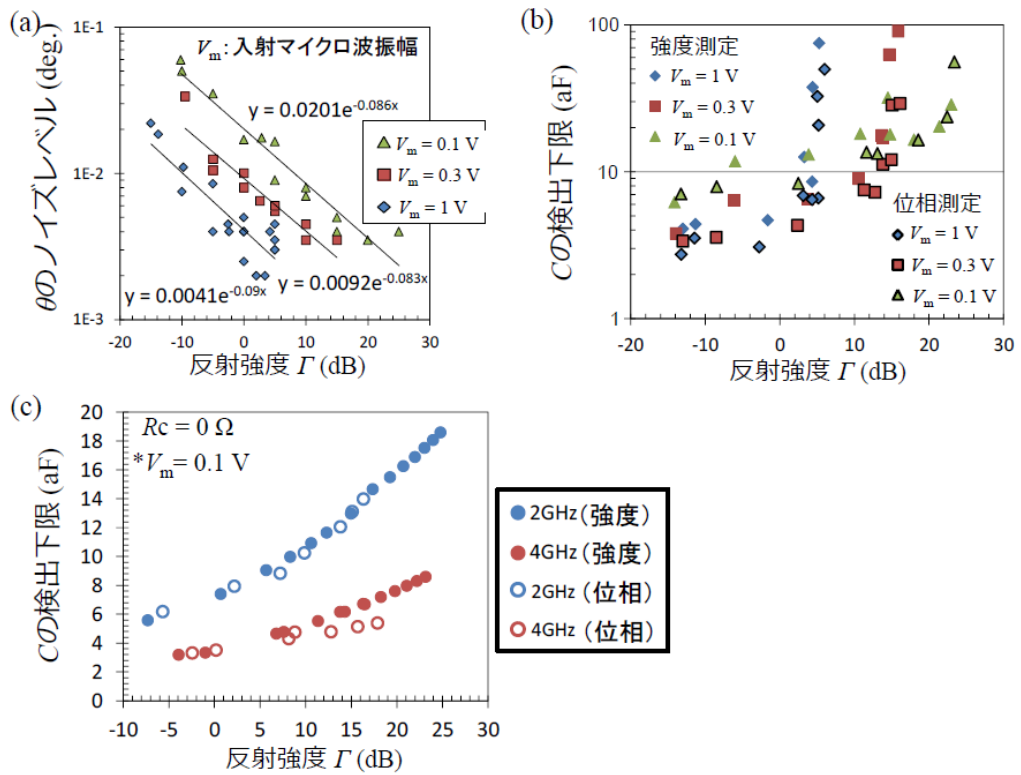 (a)
1E-1
1E-2
1E-3
θのノイズレベル (deg.)
Vm: 入射マイクロ波振幅
y = 0.0201e-0.086x
Vm = 0.1 V
Vm = 0.3 V
Vm = 1 V
y = 0.0041e-0.09x
y = 0.0092e-0.083x
-20 -10 0 10 20 30
反射強度 Γ (dB)
(b)
100
10
1
Cの検出下限 (aF)
強度測定
Vm = 1 V
Vm = 0.3 V
Vm = 0.1 V
位相測定
Vm = 1 V
Vm = 0.3 V
Vm = 0.1 V
-20 -10 0 10 20 30
反射強度 Γ (dB)
(c)
20
18
16
14
12
10
8
6
4
2
0
Cの検出下限 (aF)
Rc = 0 Ω
*Vm= 0.1 V
-10 -5 0 5 10 15 20 25 30
反射強度 Γ (dB)
2GHz(強度)
4GHz(強度)
2GHz(位相)
4GHz(位相)